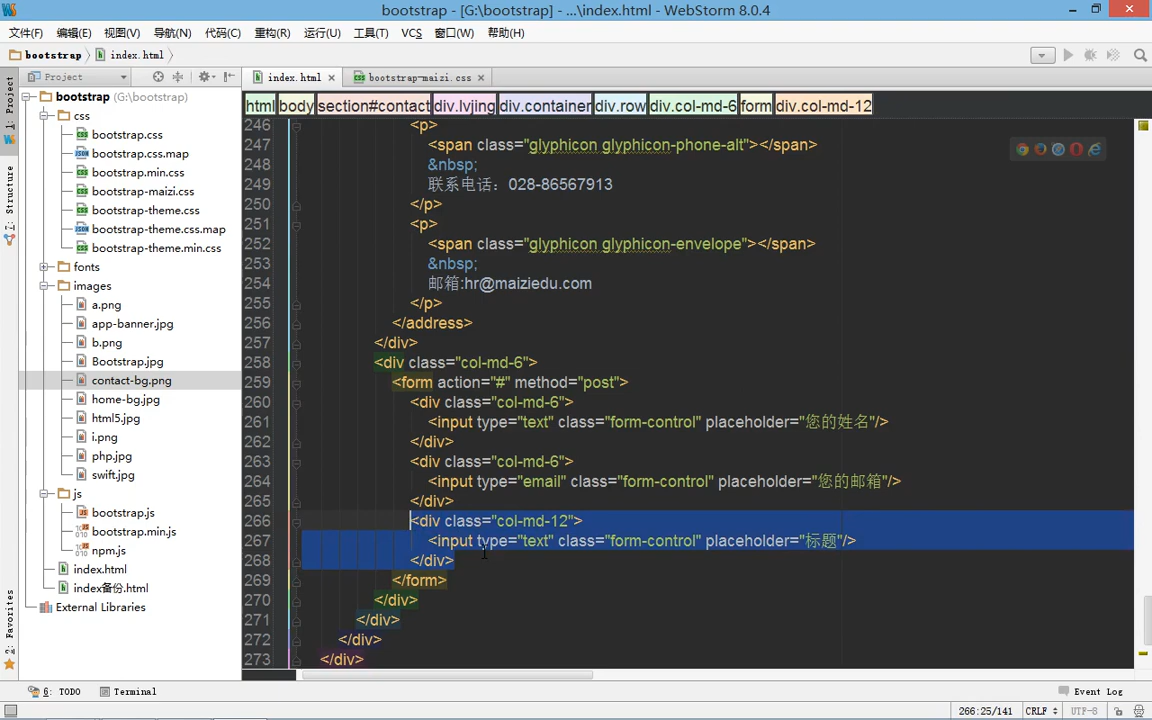 bootstrap - [G:\bootstrap] - ...\index.html - WebStorm 8.0.4
文件(F) 编辑(E) 视图(V) 导航(N) 代码(C) 重构(R) 运行(U) 工具(T) VCS 窗口(W) 帮助(H)
bootstrap index.html
Project index.html bootstrap-maizi.css
1: Project
7: Structure
2: Favorites
bootstrap (G:\bootstrap)
css
bootstrap.css
bootstrap.css.map
bootstrap.min.css
bootstrap-maizi.css
bootstrap-theme.css
bootstrap-theme.css.map
bootstrap-theme.min.css
fonts
images
a.png
app-banner.jpg
b.png
Bootstrap.jpg
contact-bg.png
home-bg.jpg
html5.jpg
i.png
php.jpg
swift.jpg
js
bootstrap.js
bootstrap.min.js
npm.js
index.html
index备份.html
External Libraries
html body section#contact div.lvjing div.container div.row div.col-md-6 form div.col-md-12
246 <p>
247 <span class="glyphicon glyphicon-phone-alt"></span>
248 &nbsp;
249 联系电话：028-86567913
250 </p>
251 <p>
252 <span class="glyphicon glyphicon-envelope"></span>
253 &nbsp;
254 邮箱:hr@maiziedu.com
255 </p>
256 </address>
257 </div>
258 <div class="col-md-6">
259 <form action="#" method="post">
260 <div class="col-md-6">
261 <input type="text" class="form-control" placeholder="您的姓名"/>
262 </div>
263 <div class="col-md-6">
264 <input type="email" class="form-control" placeholder="您的邮箱"/>
265 </div>
266 <div class="col-md-12">
267 <input type="text" class="form-control" placeholder="标题"/>
268 </div>
269 </form>
270 </div>
271 </div>
272 </div>
273 </div>
6: TODO Terminal Event Log
266:25/141 CRLF UTF-8